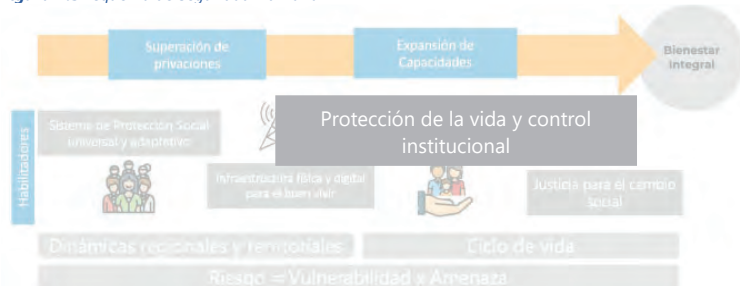 Superación de
privaciones
Expansión de
Capacidades
Bienestar
Integral
Habilitadores
Sistema de Protección Social
universal y adaptativo
Protección de la vida y control
institucional
Infraestructura física y digital
para el buen vivir
Justicia para el cambio
social
Dinámicas regionales y territoriales
Ciclo de vida
Riesgo = Vulnerabilidad x Amenaza